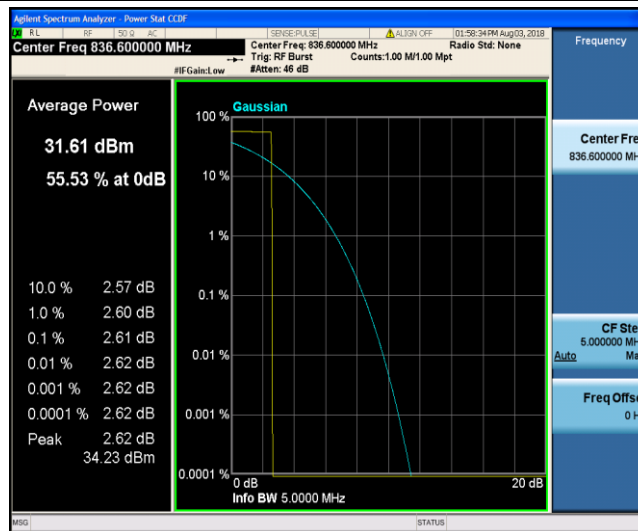 Agilent Spectrum Analyzer - Power Stat CCDF
RL RF 50 Ω AC SENSE:PULSE ALIGN OFF 01:58:34 PM Aug 03, 2018
Center Freq 836.600000 MHz
Center Freq: 836.600000 MHz Radio Std: None
Trig: RF Burst Counts:1.00 M/1.00 Mpt
#IFGain:Low #Atten: 46 dB
Frequency
Average Power
31.61 dBm
55.53 % at 0dB
10.0 % 2.57 dB
1.0 % 2.60 dB
0.1 % 2.61 dB
0.01 % 2.62 dB
0.001 % 2.62 dB
0.0001 % 2.62 dB
Peak 2.62 dB
34.23 dBm
Gaussian
100 %
10 %
1 %
0.1 %
0.01 %
0.001 %
0.0001 %
0 dB 20 dB
Info BW 5.0000 MHz
Center Fre
836.600000 MH
CF Ste
5.000000 MH
Auto Ma
Freq Offse
0 H
MSG STATUS